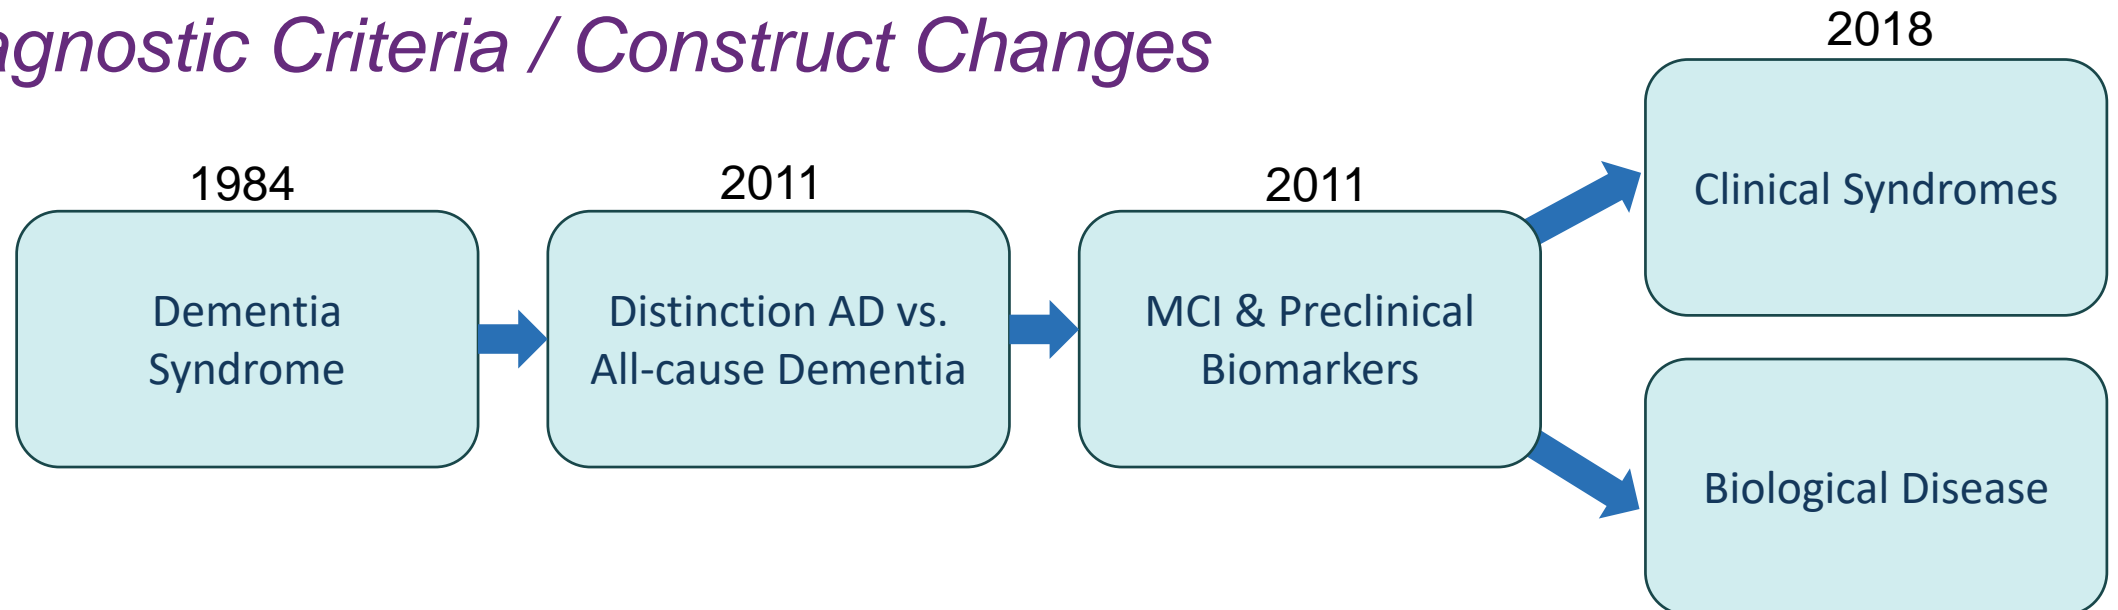 agnostic Criteria / Construct Changes
1984
Dementia
Syndrome
2011
Distinction AD vs.
All-cause Dementia
2011
MCI & Preclinical
Biomarkers
2018
Clinical Syndromes
Biological Disease